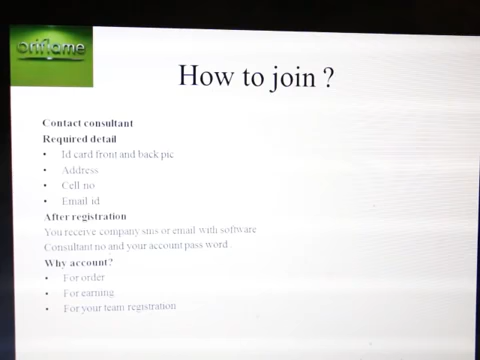 oriflame
How to join ?
Contact consultant
Required detail
• Id card front and back pic
• Address
• Cell no
• Email id
After registration
You receive company sms or email with software
Consultant no and your account pass word .
Why account?
• For order
• For earning
• For your team registration